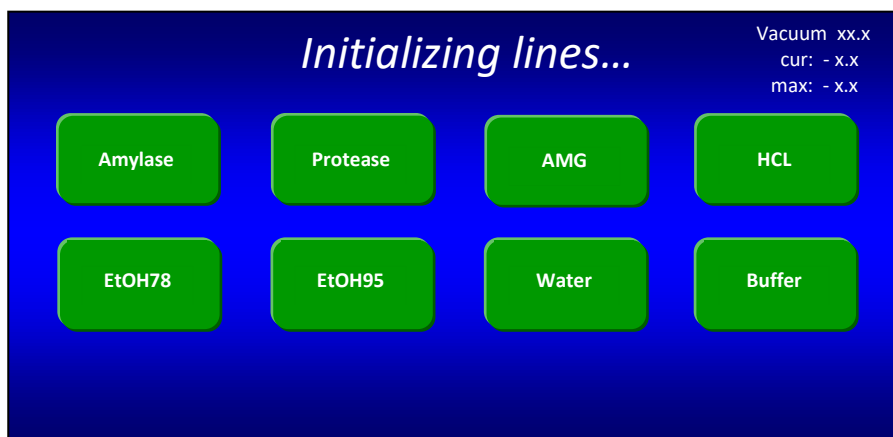 Initializing lines...
Vacuum xx.x
cur: - x.x
max: - x.x
Amylase
Protease
AMG
HCL
EtOH78
EtOH95
Water
Buffer